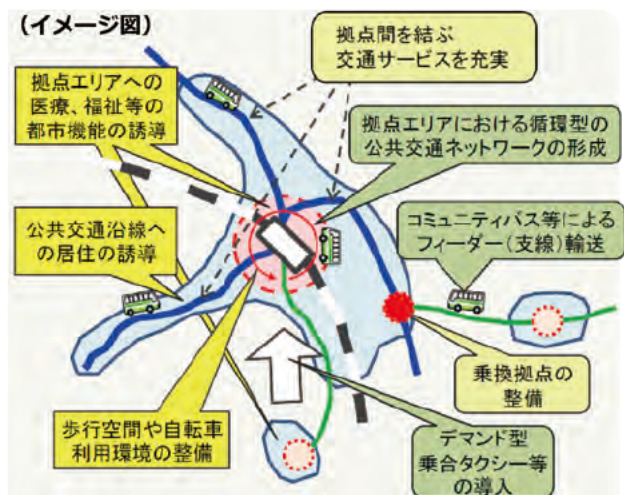 （イメージ図）
拠点間を結ぶ
交通サービスを充実
拠点エリアへの
医療、福祉等の
都市機能の誘導
拠点エリアにおける循環型の
公共交通ネットワークの形成
公共交通沿線へ
の居住の誘導
コミュニティバス等による
フィーダー（支線）輸送
乗換拠点の
整備
歩行空間や自転車
利用環境の整備
デマンド型
乗合タクシー等
の導入